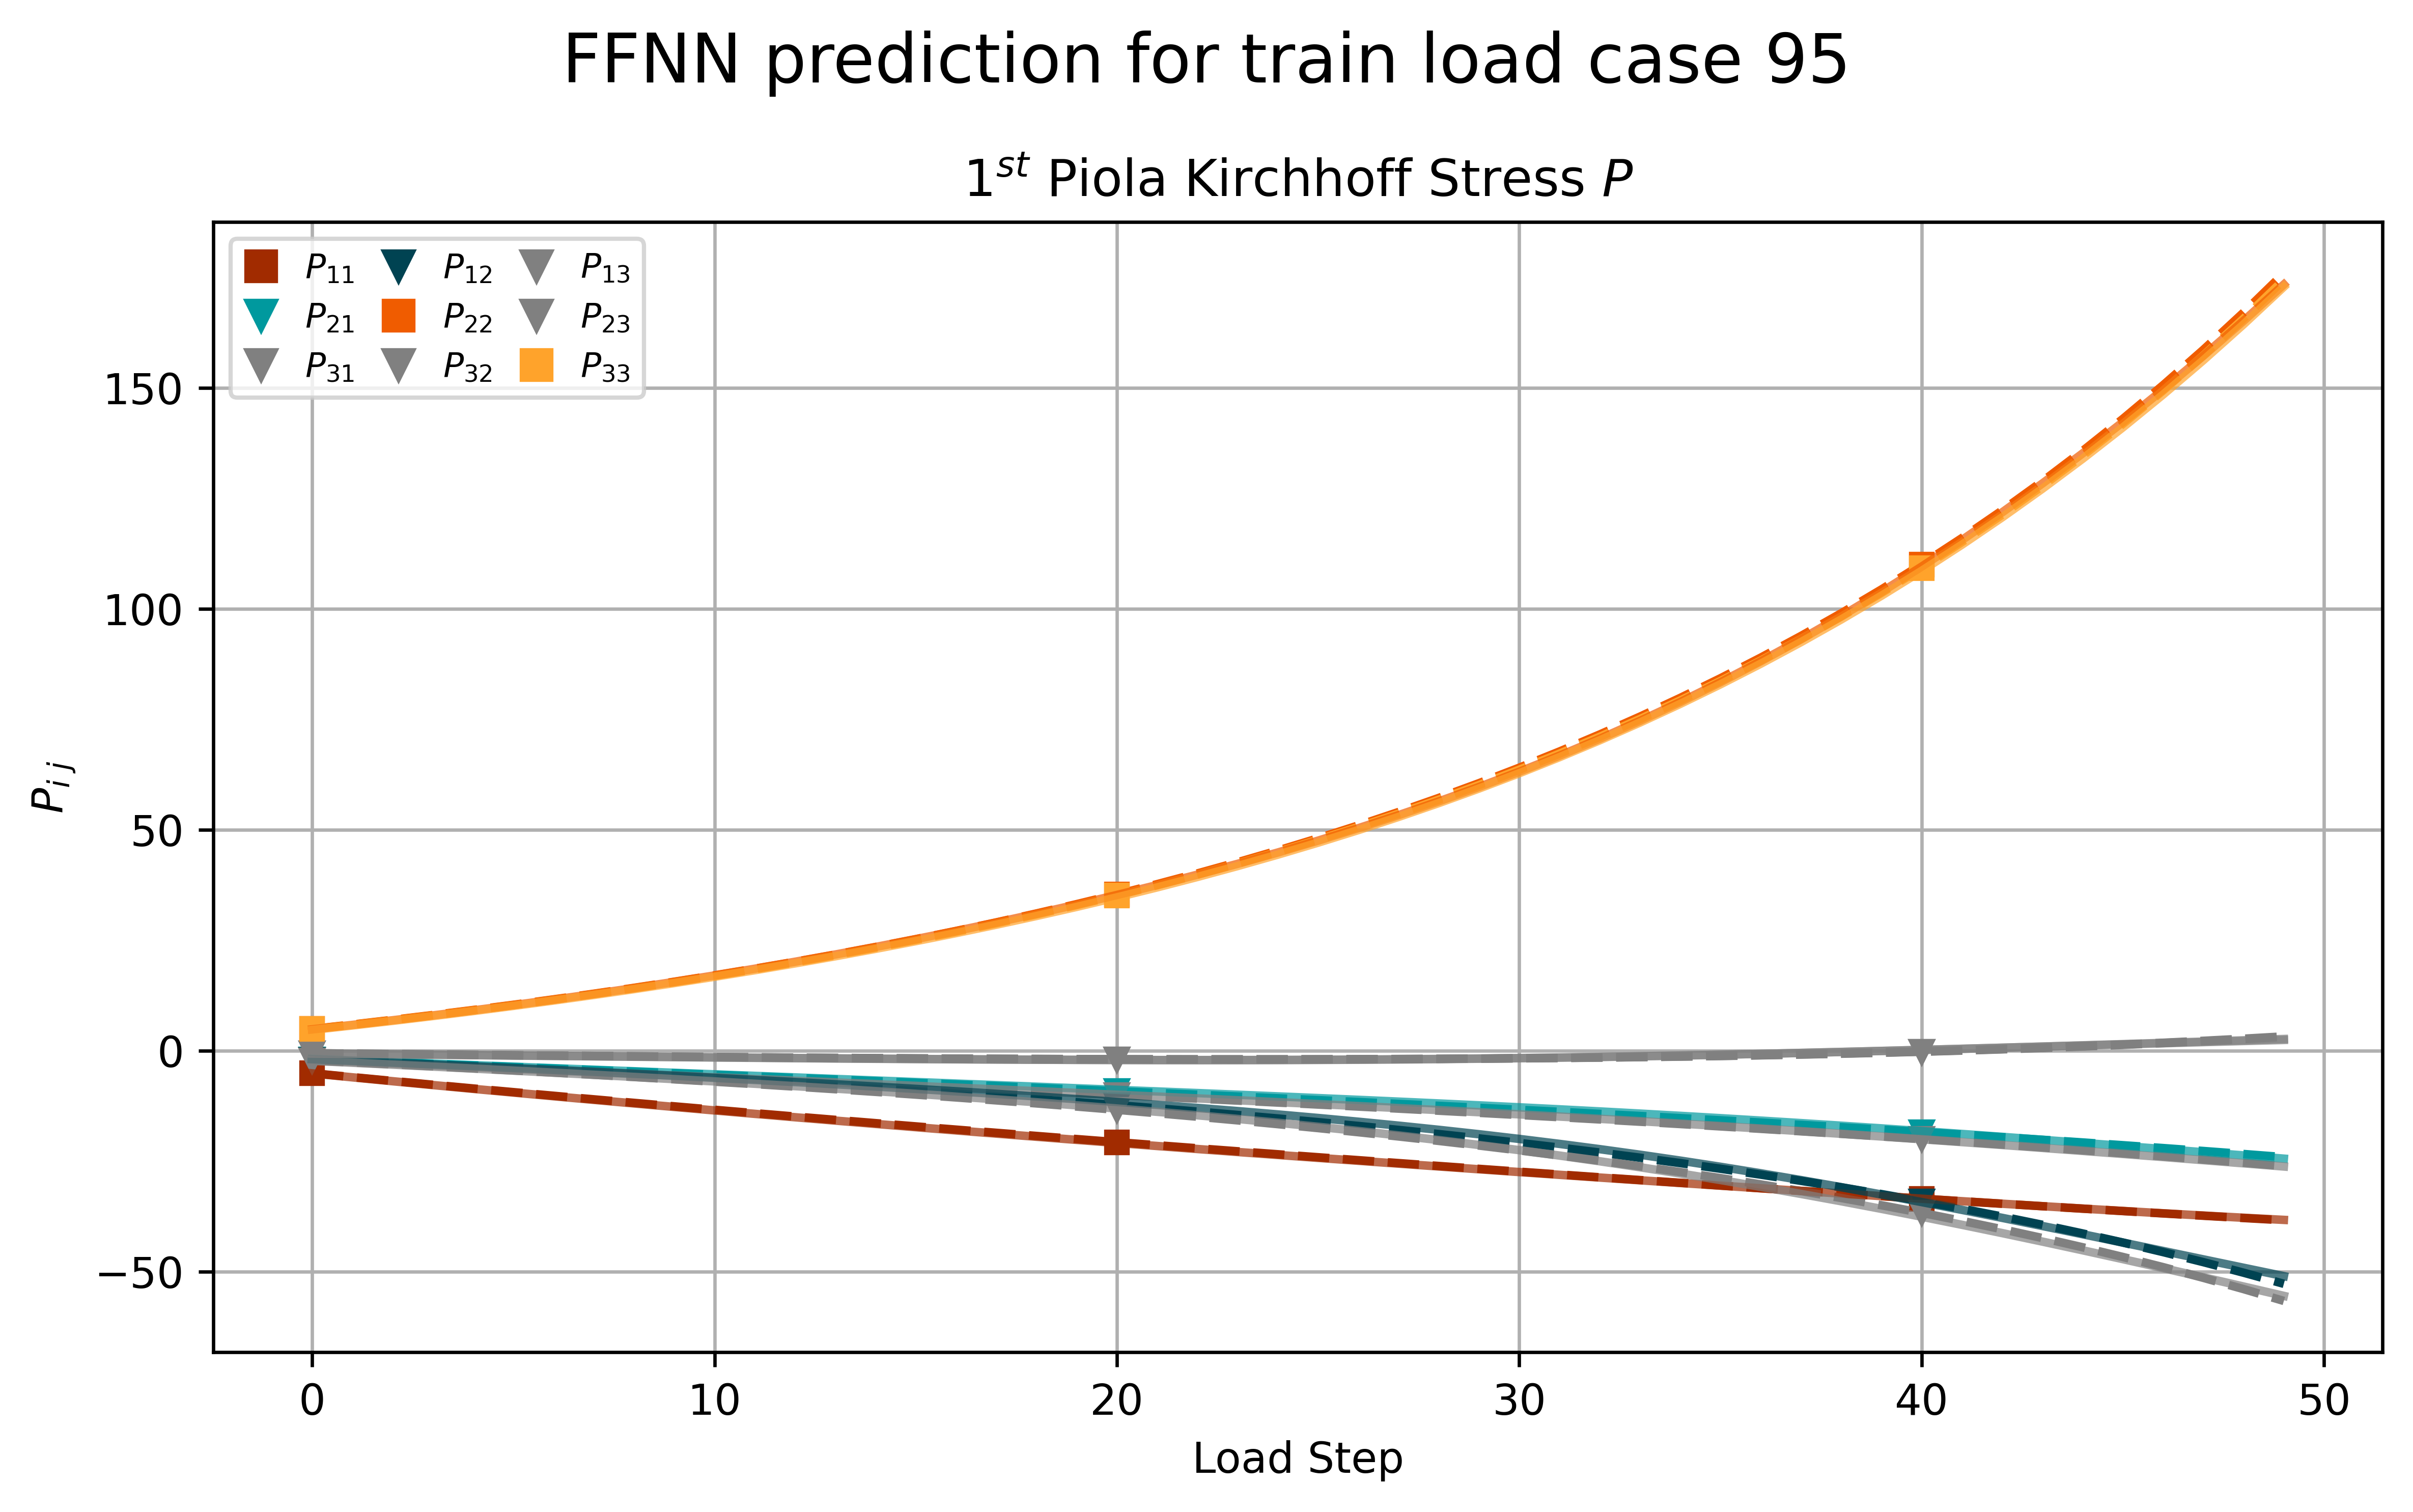 FFNN prediction for train load case 95
1st Piola Kirchhoff Stress P
P11 P12 P13
P21 P22 P23
P31 P32 P33
150
100
50
0
−50
Pi j
0 10 20 30 40 50
Load Step